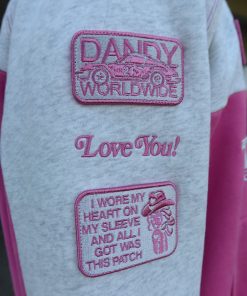 DANDY
WORLDWIDE
Love You!
I WORE MY
HEART ON
MY SLEEVE
AND ALL I
GOT WAS
THIS PATCH